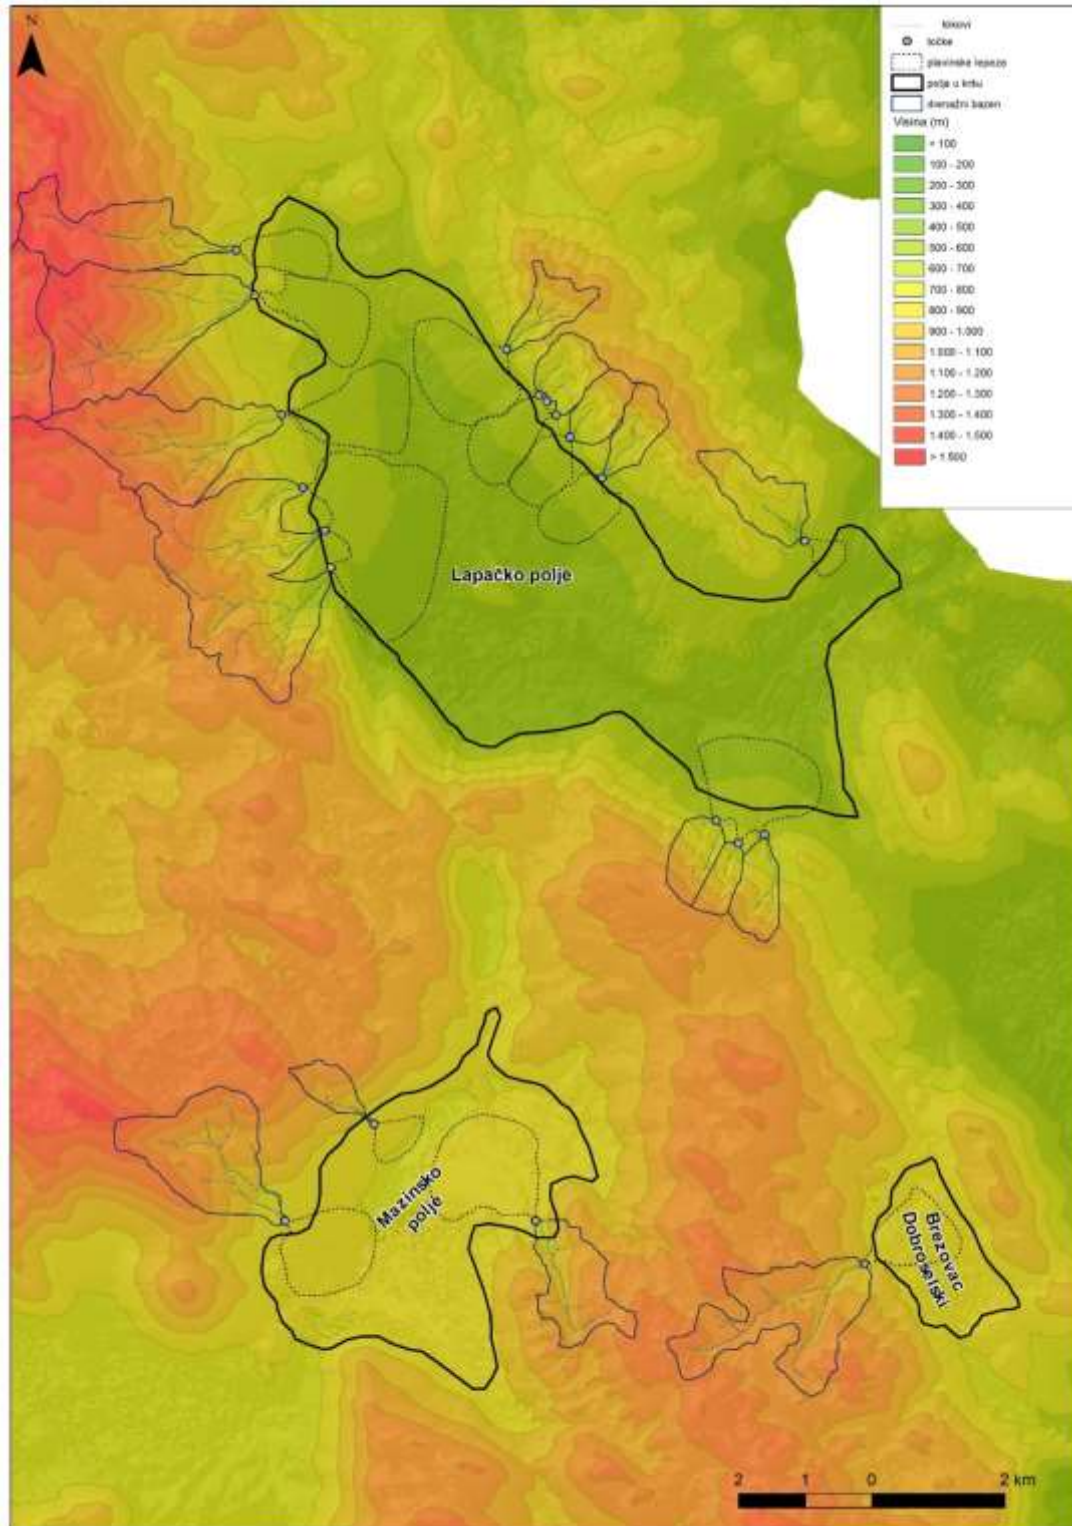 N
tokovi
točke
plavinske lepeze
polja u kršu
drenažni bazen
Visina (m)
< 100
100 - 200
200 - 300
300 - 400
400 - 500
500 - 600
600 - 700
700 - 800
800 - 900
900 - 1.000
1.000 - 1.100
1.100 - 1.200
1.200 - 1.300
1.300 - 1.400
1.400 - 1.500
> 1.500
Lapačko polje
Mazinsko
polje
Brezovac
Dobroselski
2 1 0 2 km